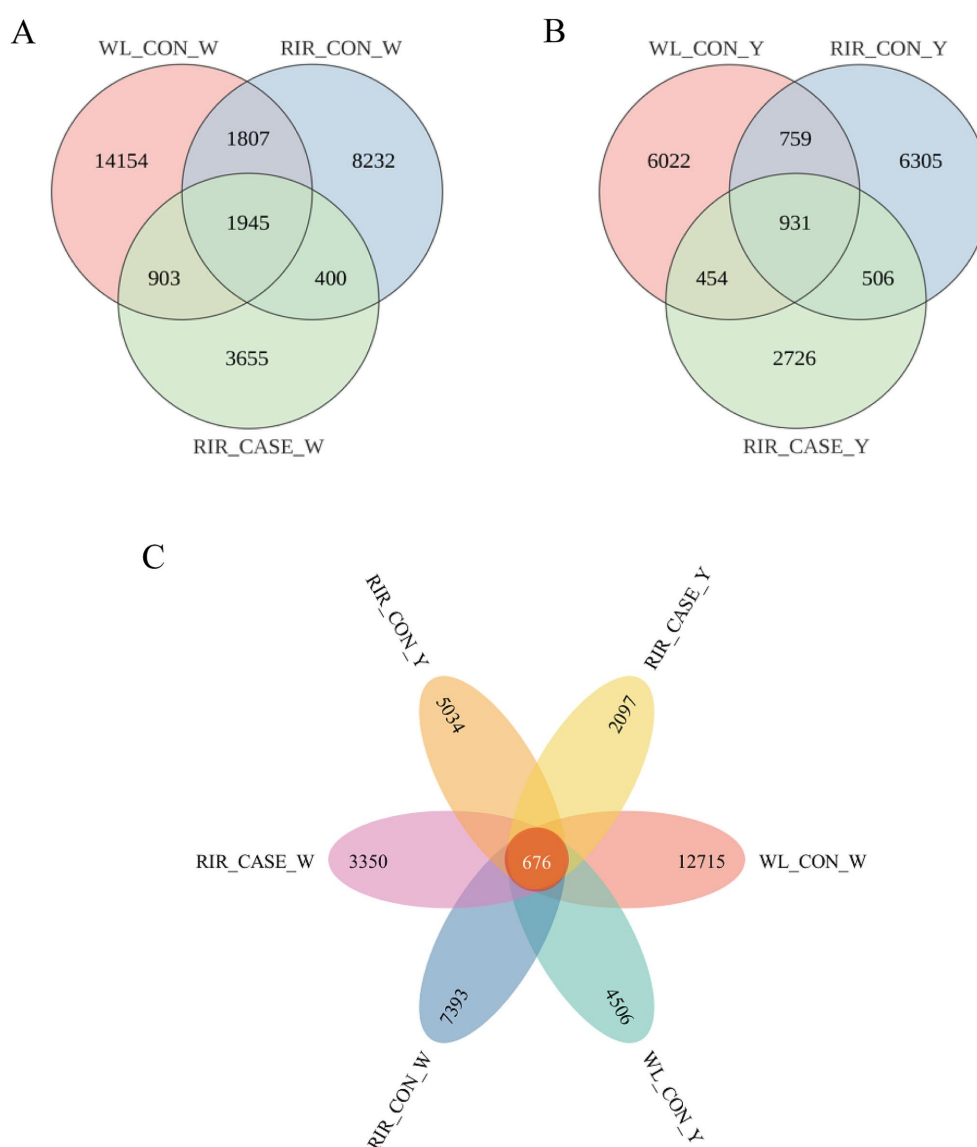 A
WL_CON_W RIR_CON_W
14154 1807 8232
1945
903 400
3655
RIR_CASE_W
B
WL_CON_Y RIR_CON_Y
6022 759 6305
931
454 506
2726
RIR_CASE_Y
C
RIR_CON_Y
RIR_CASE_Y
5034
2097
RIR_CASE_W 3350 676 12715 WL_CON_W
7393
4506
RIR_CON_W
WL_CON_Y